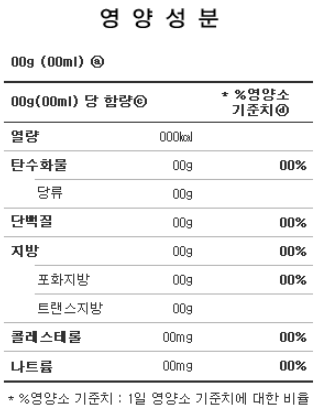 영 양 성 분
00g (00ml) ⓐ
00g(00ml) 당 함량ⓒ * %영양소 기준치ⓓ
열량 000kcal
탄수화물 00g 00%
당류 00g
단백질 00g 00%
지방 00g 00%
포화지방 00g 00%
트랜스지방 00g
콜레스테롤 00mg 00%
나트륨 00mg 00%
* %영양소 기준치 : 1일 영양소 기준치에 대한 비율